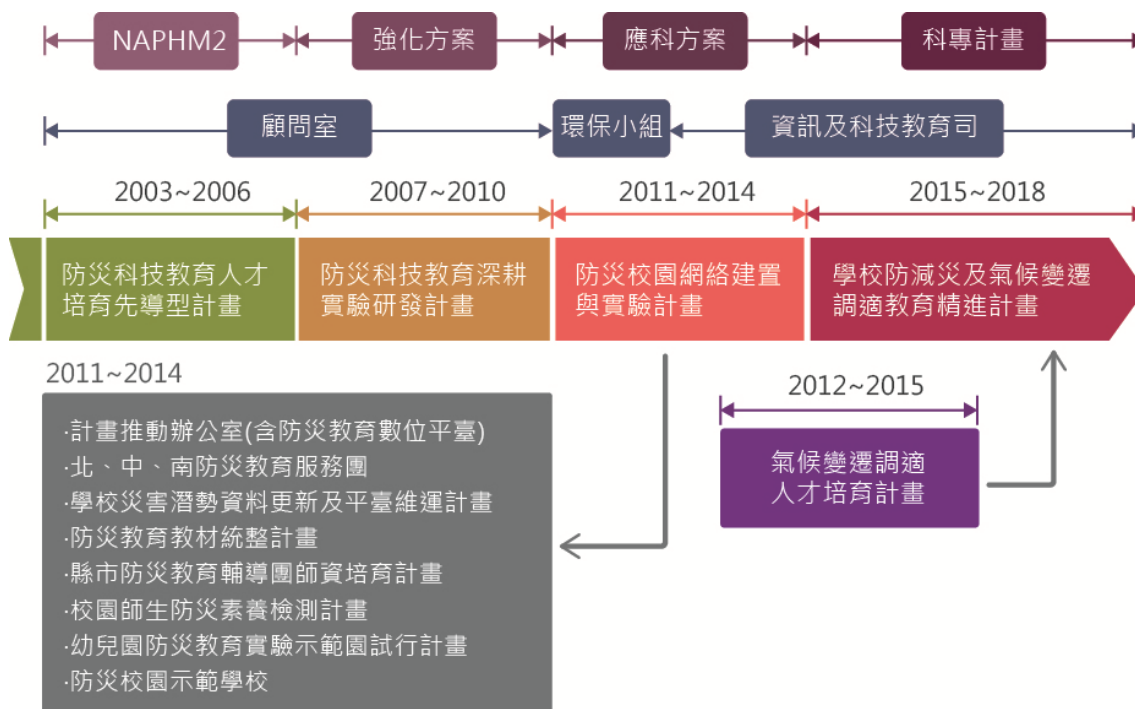 NAPHM2
強化方案
應科方案
科專計畫
顧問室
環保小組
資訊及科技教育司
2003~2006
2007~2010
2011~2014
2015~2018
防災科技教育人才
培育先導型計畫
防災科技教育深耕
實驗研發計畫
防災校園網絡建置
與實驗計畫
學校防減災及氣候變遷
調適教育精進計畫
2011~2014
·計畫推動辦公室(含防災教育數位平臺)
·北、中、南防災教育服務團
·學校災害潛勢資料更新及平臺維運計畫
·防災教育教材統整計畫
·縣市防災教育輔導團師資培育計畫
·校園師生防災素養檢測計畫
·幼兒園防災教育實驗示範園試行計畫
·防災校園示範學校
2012~2015
氣候變遷調適
人才培育計畫